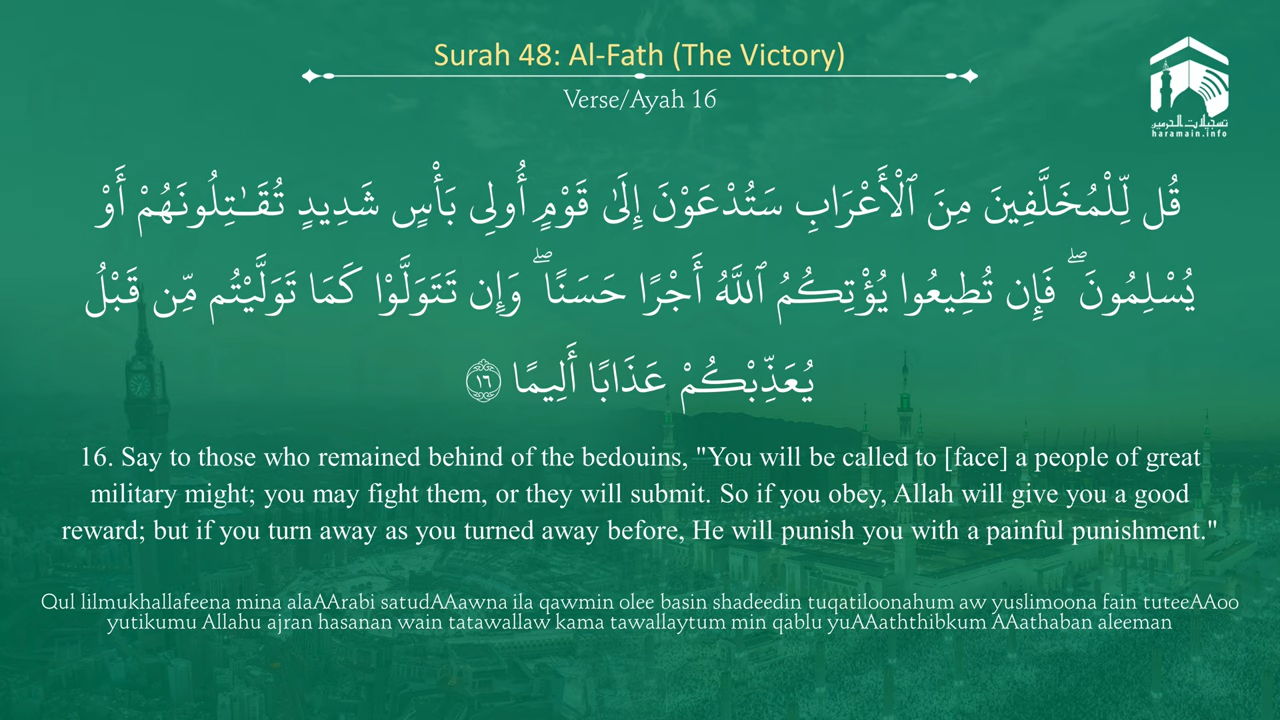 Surah 48: Al-Fath (The Victory)
Verse/Ayah 16
تسجيلات الحرمين
haramain.info
قُل لِّلْمُخَلَّفِينَ مِنَ ٱلْأَعْرَابِ سَتُدْعَوْنَ إِلَىٰ قَوْمٍ أُولِى بَأْسٍ شَدِيدٍ تُقَـٰتِلُونَهُمْ أَوْ
يُسْلِمُونَ ۖ فَإِن تُطِيعُوا يُؤْتِكُمُ ٱللَّهُ أَجْرًا حَسَنًا ۖ وَإِن تَتَوَلَّوْا كَمَا تَوَلَّيْتُم مِّن قَبْلُ
يُعَذِّبْكُمْ عَذَابًا أَلِيمًا ١٦
16. Say to those who remained behind of the bedouins, "You will be called to [face] a people of great
military might; you may fight them, or they will submit. So if you obey, Allah will give you a good
reward; but if you turn away as you turned away before, He will punish you with a painful punishment."
Qul lilmukhallafeena mina alaAArabi satudAAawna ila qawmin olee basin shadeedin tuqatiloonahum aw yuslimoona fain tuteeAAoo
yutikumu Allahu ajran hasanan wain tatawallaw kama tawallaytum min qablu yuAAaththibkum AAathaban aleeman